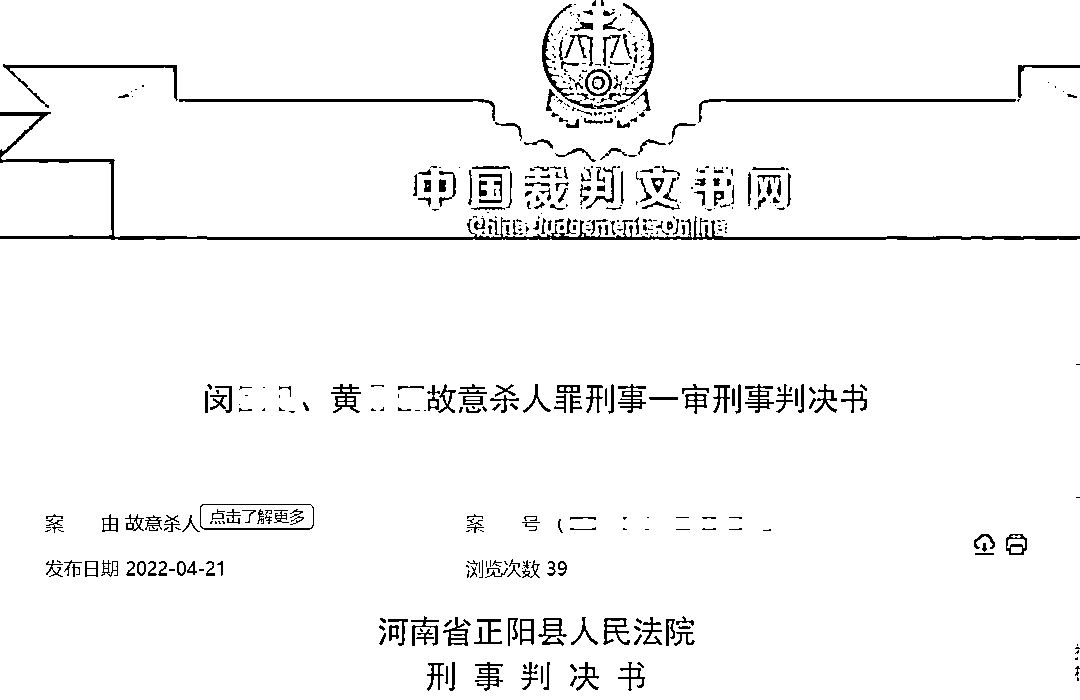 中国裁判文书网
China Judgements Online
闵、黄故意杀人罪刑事一审刑事判决书
案 由 故意杀人 点击了解更多
案 号 (
发布日期 2022-04-21
浏览次数 39
河南省正阳县人民法院
刑事判决书